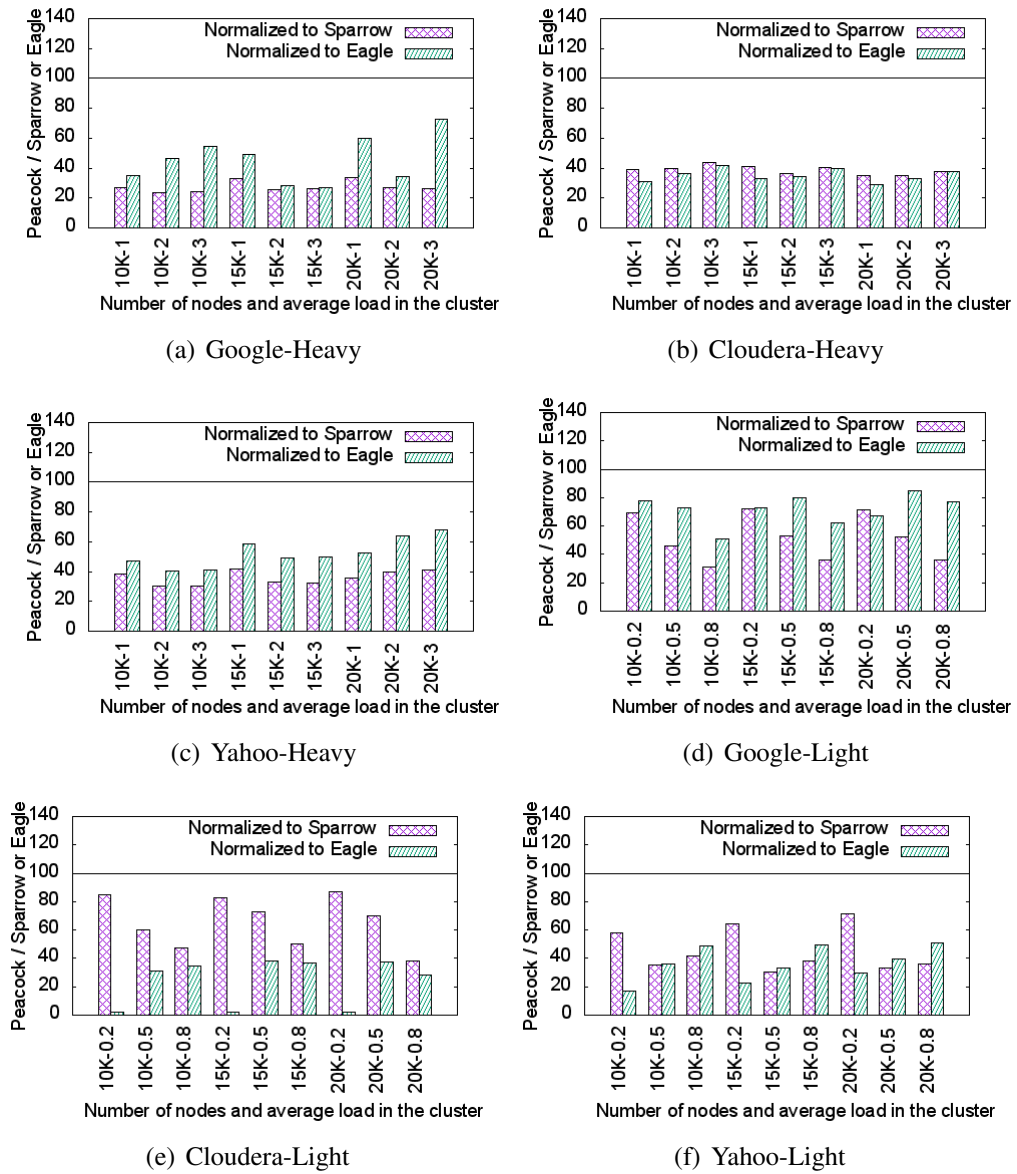 140
120
100
80
60
40
20
0
Peacock / Sparrow or Eagle
Normalized to Sparrow
Normalized to Eagle
10K-1
10K-2
10K-3
15K-1
15K-2
15K-3
20K-1
20K-2
20K-3
Number of nodes and average load in the cluster
(a) Google-Heavy
140
120
100
80
60
40
20
0
Peacock / Sparrow or Eagle
Normalized to Sparrow
Normalized to Eagle
10K-1
10K-2
10K-3
15K-1
15K-2
15K-3
20K-1
20K-2
20K-3
Number of nodes and average load in the cluster
(b) Cloudera-Heavy
140
120
100
80
60
40
20
0
Peacock / Sparrow or Eagle
Normalized to Sparrow
Normalized to Eagle
10K-1
10K-2
10K-3
15K-1
15K-2
15K-3
20K-1
20K-2
20K-3
Number of nodes and average load in the cluster
(c) Yahoo-Heavy
140
120
100
80
60
40
20
0
Peacock / Sparrow or Eagle
Normalized to Sparrow
Normalized to Eagle
10K-0.2
10K-0.5
10K-0.8
15K-0.2
15K-0.5
15K-0.8
20K-0.2
20K-0.5
20K-0.8
Number of nodes and average load in the cluster
(d) Google-Light
140
120
100
80
60
40
20
0
Peacock / Sparrow or Eagle
Normalized to Sparrow
Normalized to Eagle
10K-0.2
10K-0.5
10K-0.8
15K-0.2
15K-0.5
15K-0.8
20K-0.2
20K-0.5
20K-0.8
Number of nodes and average load in the cluster
(e) Cloudera-Light
140
120
100
80
60
40
20
0
Peacock / Sparrow or Eagle
Normalized to Sparrow
Normalized to Eagle
10K-0.2
10K-0.5
10K-0.8
15K-0.2
15K-0.5
15K-0.8
20K-0.2
20K-0.5
20K-0.8
Number of nodes and average load in the cluster
(f) Yahoo-Light